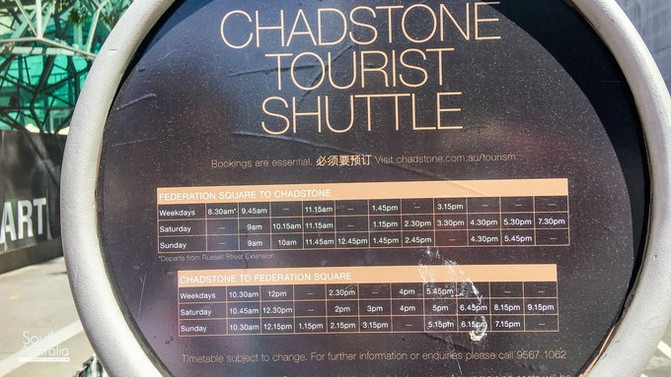 CHADSTONE
TOURIST
SHUTTLE
Bookings are essential. 必须要预订 Visit chadstone.com.au/tourism
FEDERATION SQUARE TO CHADSTONE
Weekdays 8.30am* 9.45am — 11.15am — 1.45pm — 3.15pm — — —
Saturday — 9am 10.15am 11.15am — 1.15pm 2.30pm 3.30pm 4.30pm 5.30pm 7.30pm
Sunday — 9am 10am 11.45am 12.45pm 1.45pm 2.45pm — 4.30pm 5.45pm —
*Departs from Russell Street Extension
CHADSTONE TO FEDERATION SQUARE
Weekdays 10.30am 12pm — 2.30pm — 4pm 5.45pm — — —
Saturday 10.45am 12.30pm — 2pm 3pm 4pm 5pm 6.45pm 8.15pm 9.15pm
Sunday 10.30am 12.15pm 1.15pm 2.15pm 3.15pm — 5.15pm 6.15pm 7.15pm —
Timetable subject to change. For further information or enquiries please call 9567 1062
ART